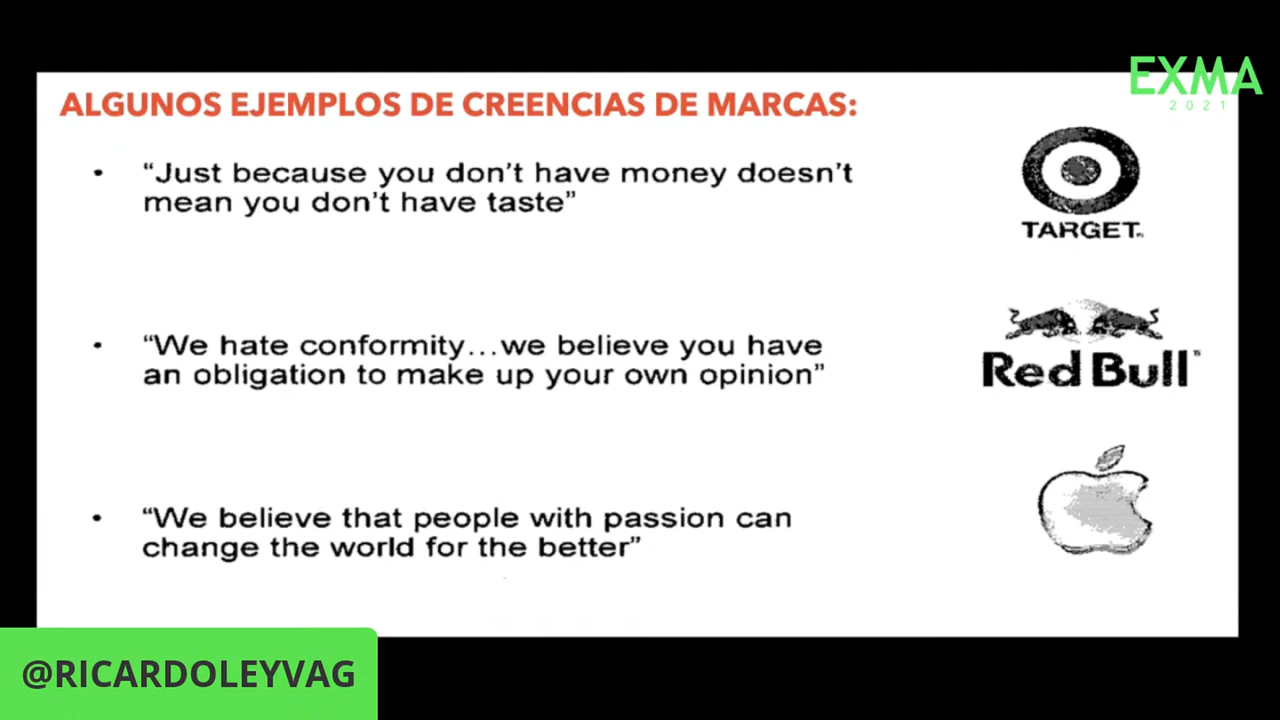 EXMA
2021
ALGUNOS EJEMPLOS DE CREENCIAS DE MARCAS:
• “Just because you don’t have money doesn’t
mean you don’t have taste”
TARGET
• “We hate conformity...we believe you have
an obligation to make up your own opinion”
Red Bull
• “We believe that people with passion can
change the world for the better”
@RICARDOLEYVAG